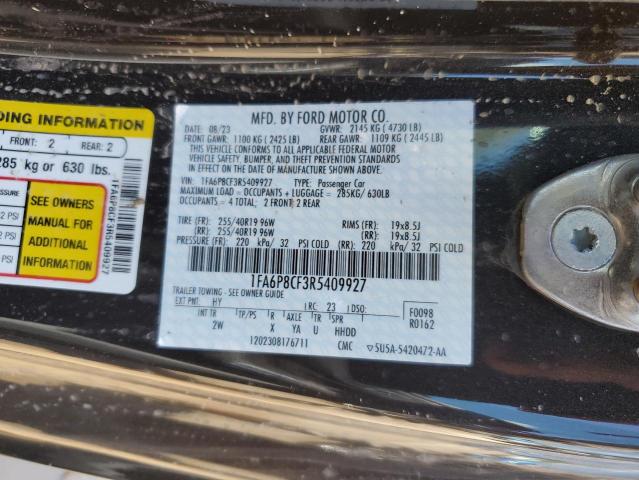 DING INFORMATION
FRONT: 2 REAR: 2
285 kg or 630 lbs.
SEE OWNERS
MANUAL FOR
ADDITIONAL
INFORMATION
PSI
PSI
1FA6P8CF3R5409927
MFD. BY FORD MOTOR CO.
08/23 GVWR: 2145 KG ( 4730 LB)
FRONT GAWR: 1100 KG ( 2425 LB) REAR GAWR: 1109 KG ( 2445 LB)
THIS VEHICLE CONFORMS TO ALL APPLICABLE FEDERAL MOTOR
VEHICLE SAFETY, BUMPER, AND THEFT PREVENTION STANDARDS
IN EFFECT ON THE DATE OF MANUFACTURE SHOWN ABOVE.
VIN: 1FA6P8CF3R5409927 TYPE: Passenger Car
MAXIMUM LOAD = OCCUPANTS + LUGGAGE = 285KG/630LB
OCCUPANTS = 4 TOTAL; 2 FRONT 2 REAR
TIRE (FR): 255/40R19 96W RIMS (FR): 19x8.5J
(RR): 255/40R19 96W (RR): 19x8.5J
PRESSURE (FR): 220 kPa/ 32 PSI COLD (RR): 220 kPa/ 32 PSI COLD
1FA6P8CF3R5409927
TRAILER TOWING - SEE OWNER GUIDE
EXT PNT: HY RC: 23 DSO: F0098
INT TR TP/PS R AXLE TR SPR R0162
2W X YA U HHDD
1202308176711 CMC ▽5U5A-5420472-AA